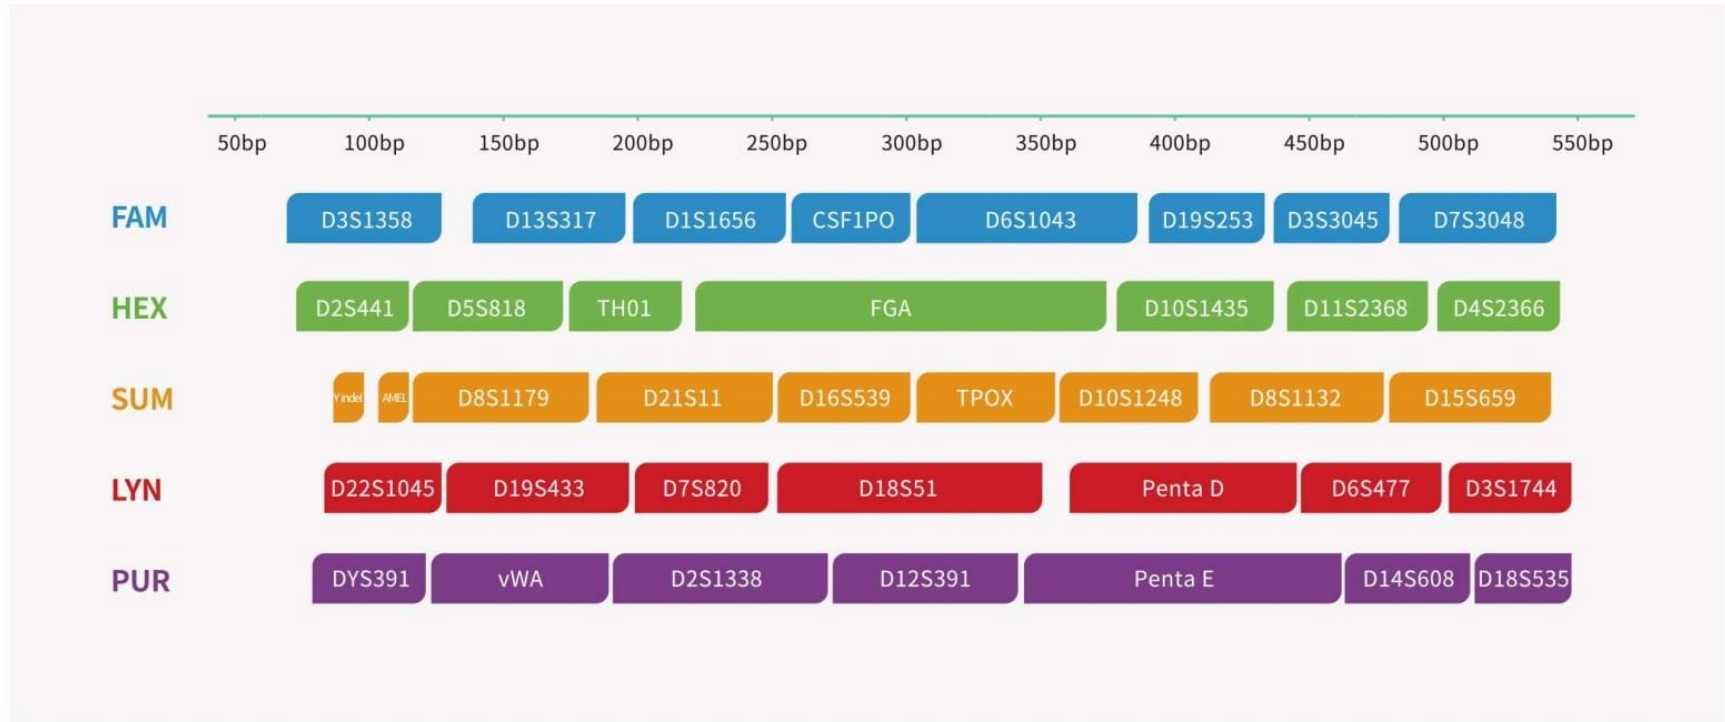 50bp 100bp 150bp 200bp 250bp 300bp 350bp 400bp 450bp 500bp 550bp
FAM D3S1358 D13S317 D1S1656 CSF1PO D6S1043 D19S253 D3S3045 D7S3048
HEX D2S441 D5S818 TH01 FGA D10S1435 D11S2368 D4S2366
SUM Yindel AMEL D8S1179 D21S11 D16S539 TPOX D10S1248 D8S1132 D15S659
LYN D22S1045 D19S433 D7S820 D18S51 Penta D D6S477 D3S1744
PUR DYS391 vWA D2S1338 D12S391 Penta E D14S608 D18S535